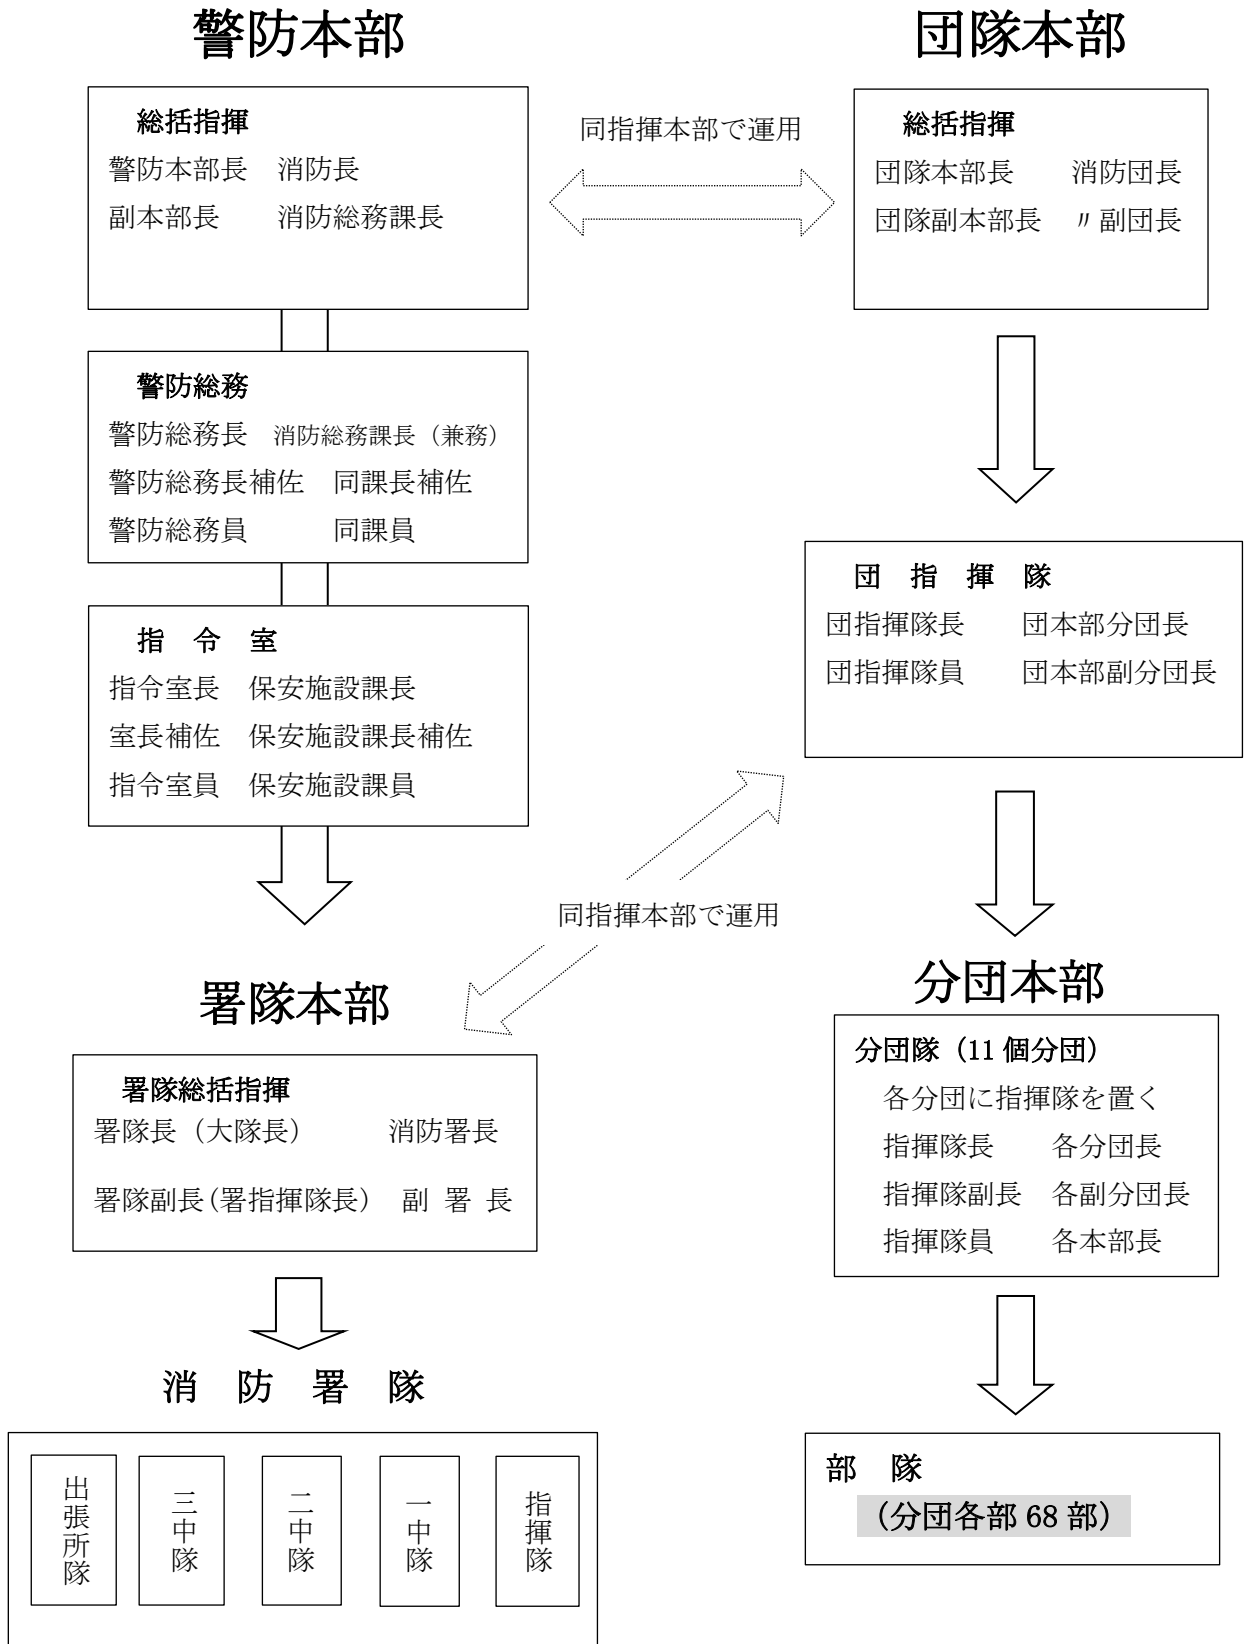 警防本部
総括指揮
警防本部長　消防長
副本部長　消防総務課長
警防総務
警防総務長　消防総務課長（兼務）
警防総務長補佐　同課長補佐
警防総務員　　　同課員
指　令　室
指令室長　保安施設課長
室長補佐　保安施設課長補佐
指令室員　保安施設課員
同指揮本部で運用
団隊本部
総括指揮
団隊本部長　　消防団長
団隊副本部長　〃副団長
団　指　揮　隊
団指揮隊長　　団本部分団長
団指揮隊員　　団本部副分団長
同指揮本部で運用
署隊本部
署隊総括指揮
署隊長（大隊長）　　　消防署長
署隊副長(署指揮隊長）　副 署 長
消　防　署　隊
指揮隊
一中隊
二中隊
三中隊
出張所隊
分団本部
分団隊（11 個分団）
各分団に指揮隊を置く
指揮隊長　　各分団長
指揮隊副長　各副分団長
指揮隊員　　各本部長
部　隊
（分団各部 68 部）